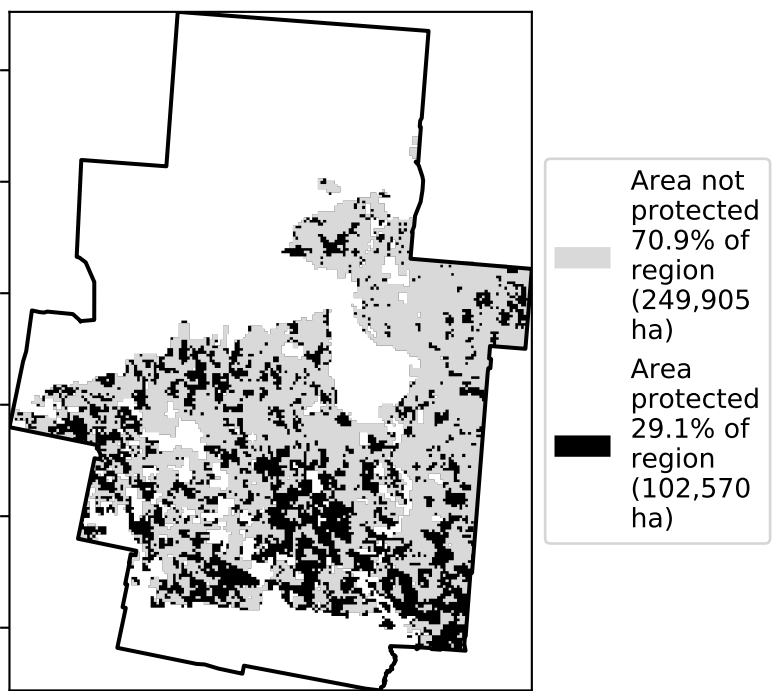 Area not
protected
70.9% of
region
(249,905
ha)
Area
protected
29.1% of
region
(102,570
ha)